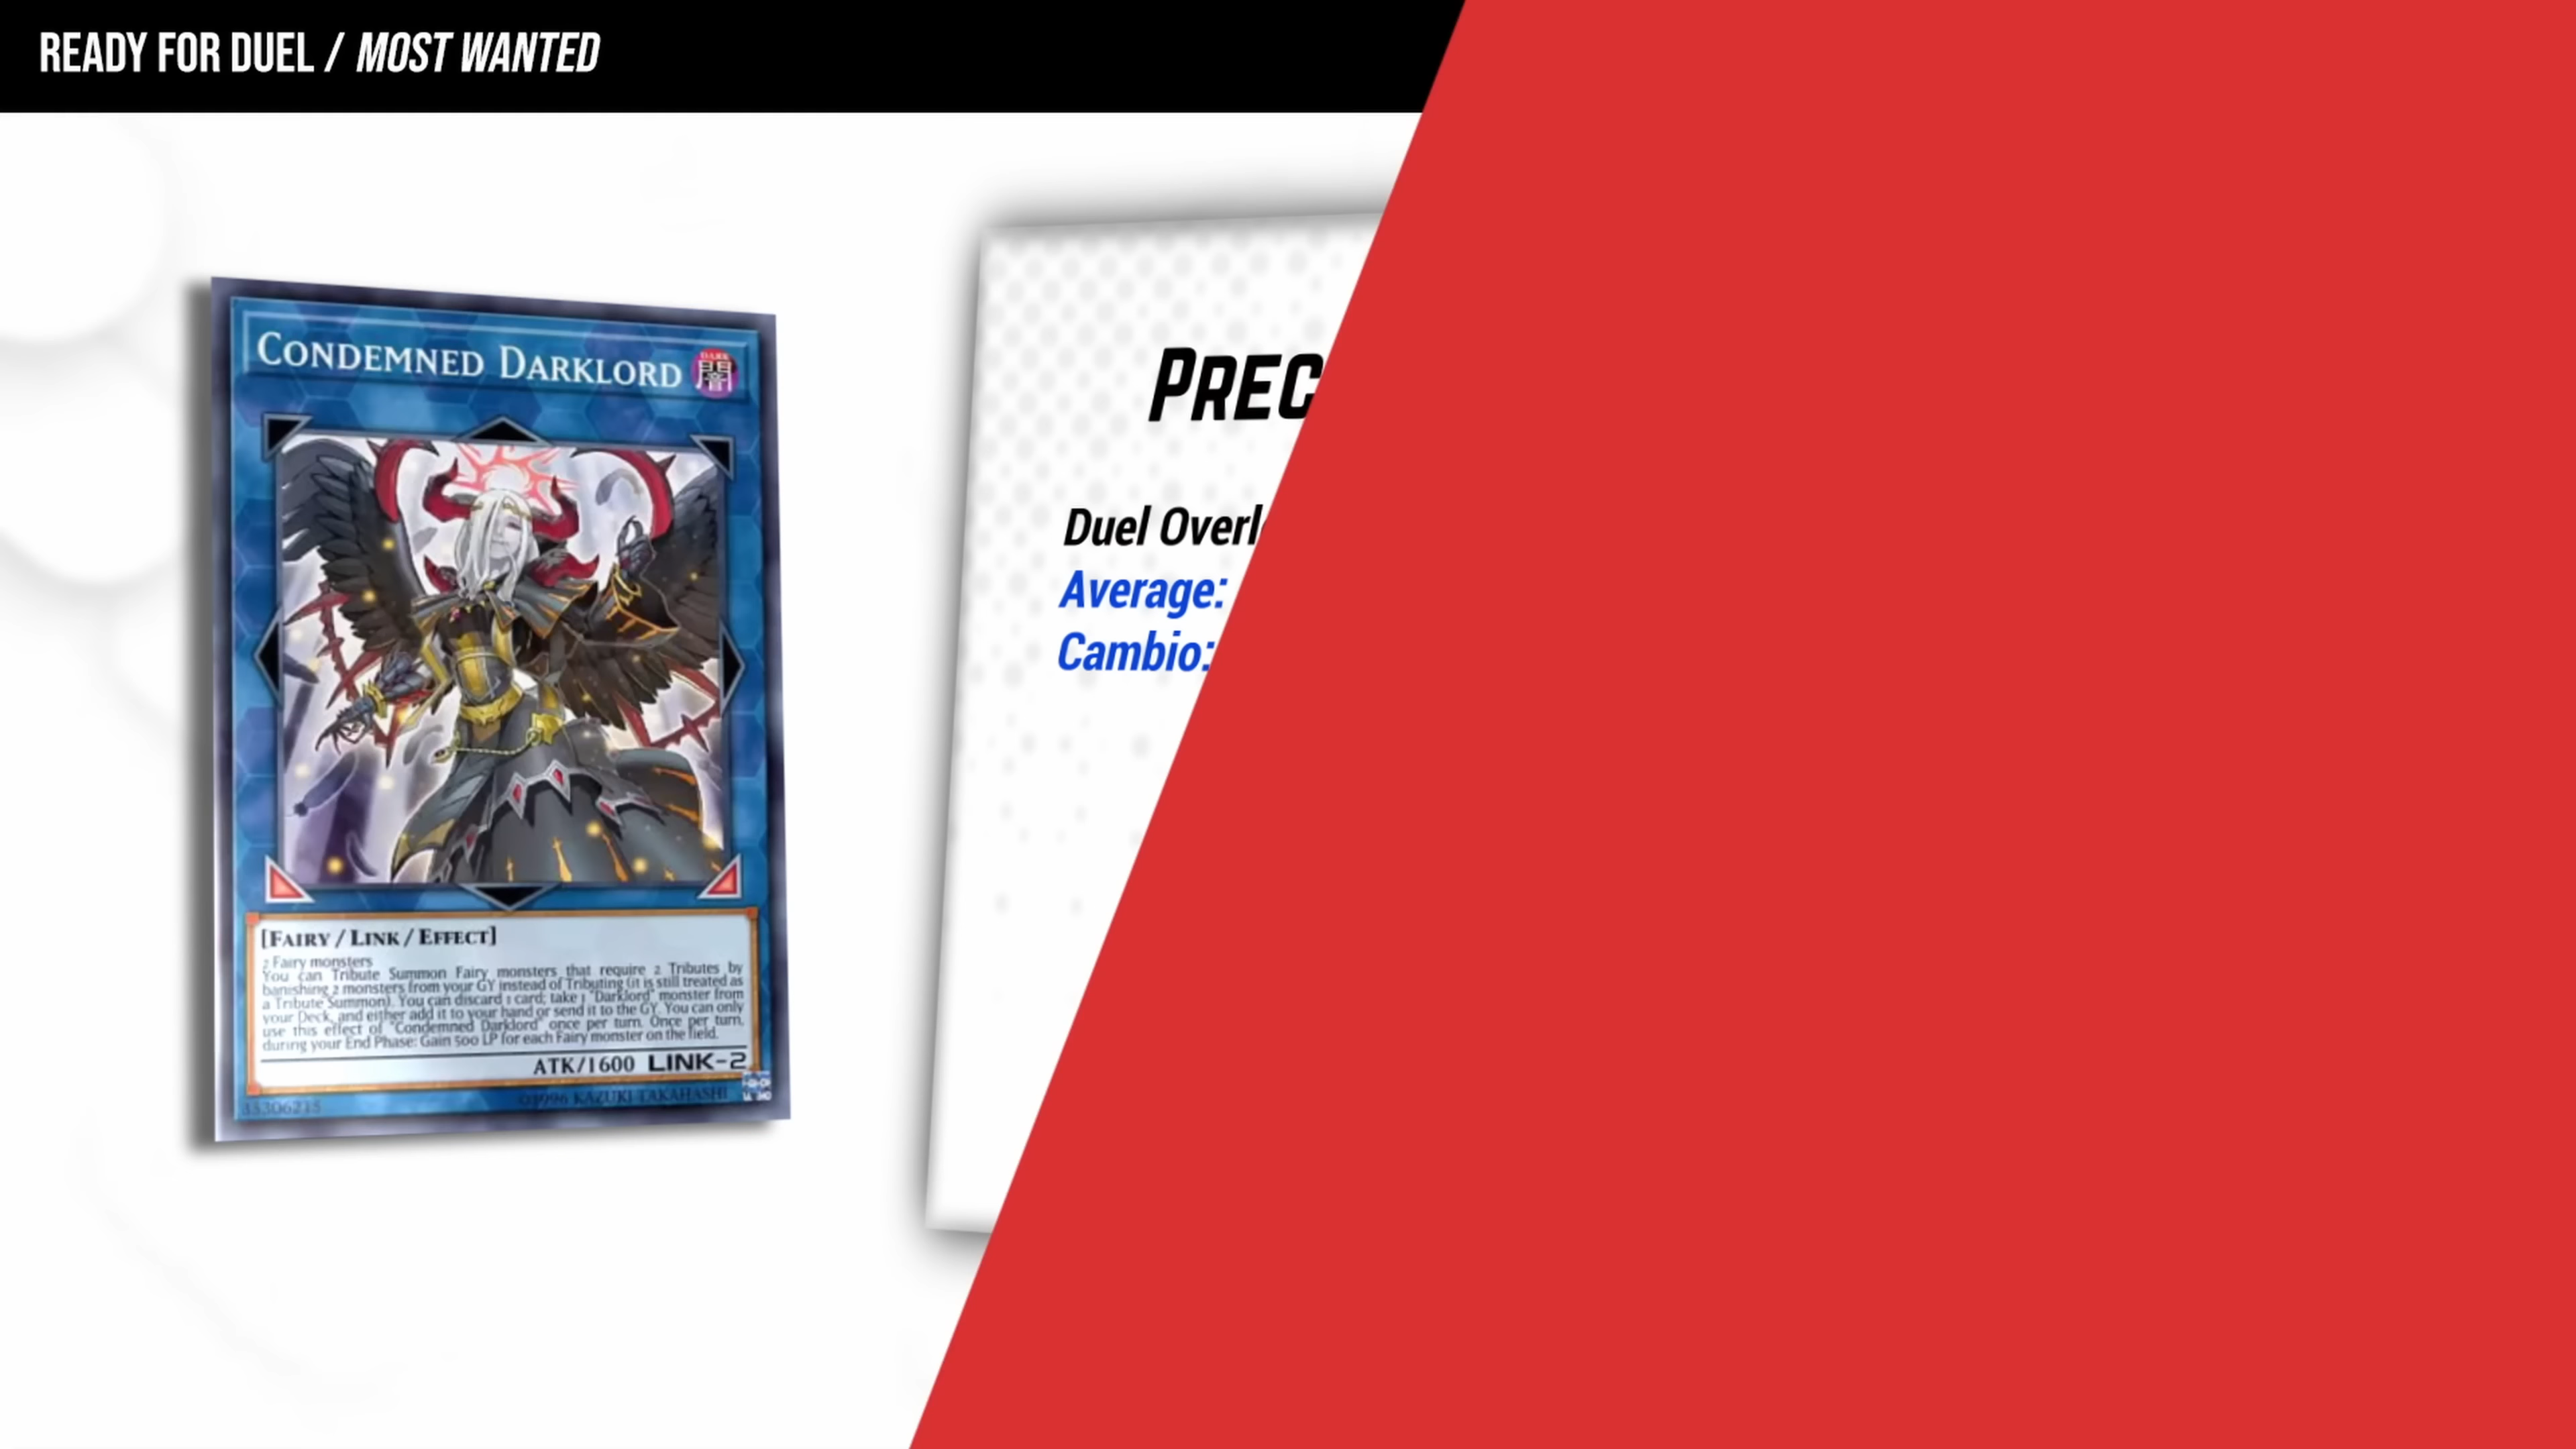 READY FOR DUEL / MOST WANTED
CONDEMNED DARKLORD
DARK
闇
[FAIRY / LINK / EFFECT]
2 Fairy monsters
You can Tribute Summon Fairy monsters that require 2 Tributes by
banishing 2 monsters from your GY instead of Tributing (it is still treated as
a Tribute Summon). You can discard 1 card; take 1 "Darklord" monster from
your Deck, and either add it to your hand or send it to the GY. You can only
use this effect of "Condemned Darklord" once per turn. Once per turn,
during your End Phase: Gain 500 LP for each Fairy monster on the field.
ATK/1600 LINK-2
©1996 KAZUKI TAKAHASHI
PREC
Duel Overl
Average:
Cambio: